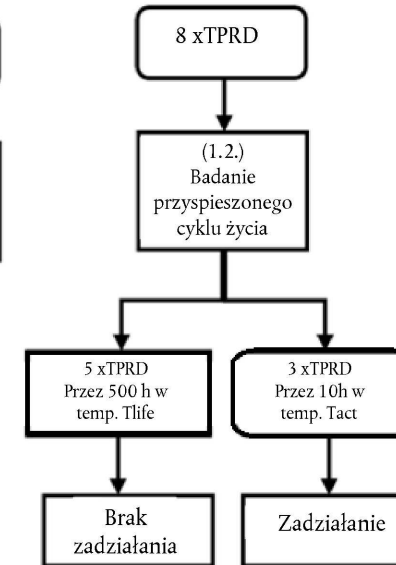 8 xTPRD
(1.2.)
Badanie
przyspieszonego
cyklu życia
5 xTPRD
Przez 500 h w
temp. Tlife
3 xTPRD
Przez 10h w
temp. Tact
Brak
zadziałania
Zadziałanie